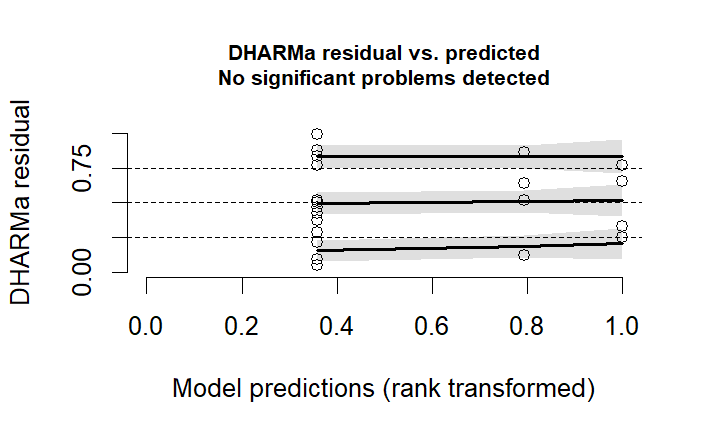 DHARMa residual vs. predicted
No significant problems detected
DHARMa residual
0.75
0.00
0.0 0.2 0.4 0.6 0.8 1.0
Model predictions (rank transformed)